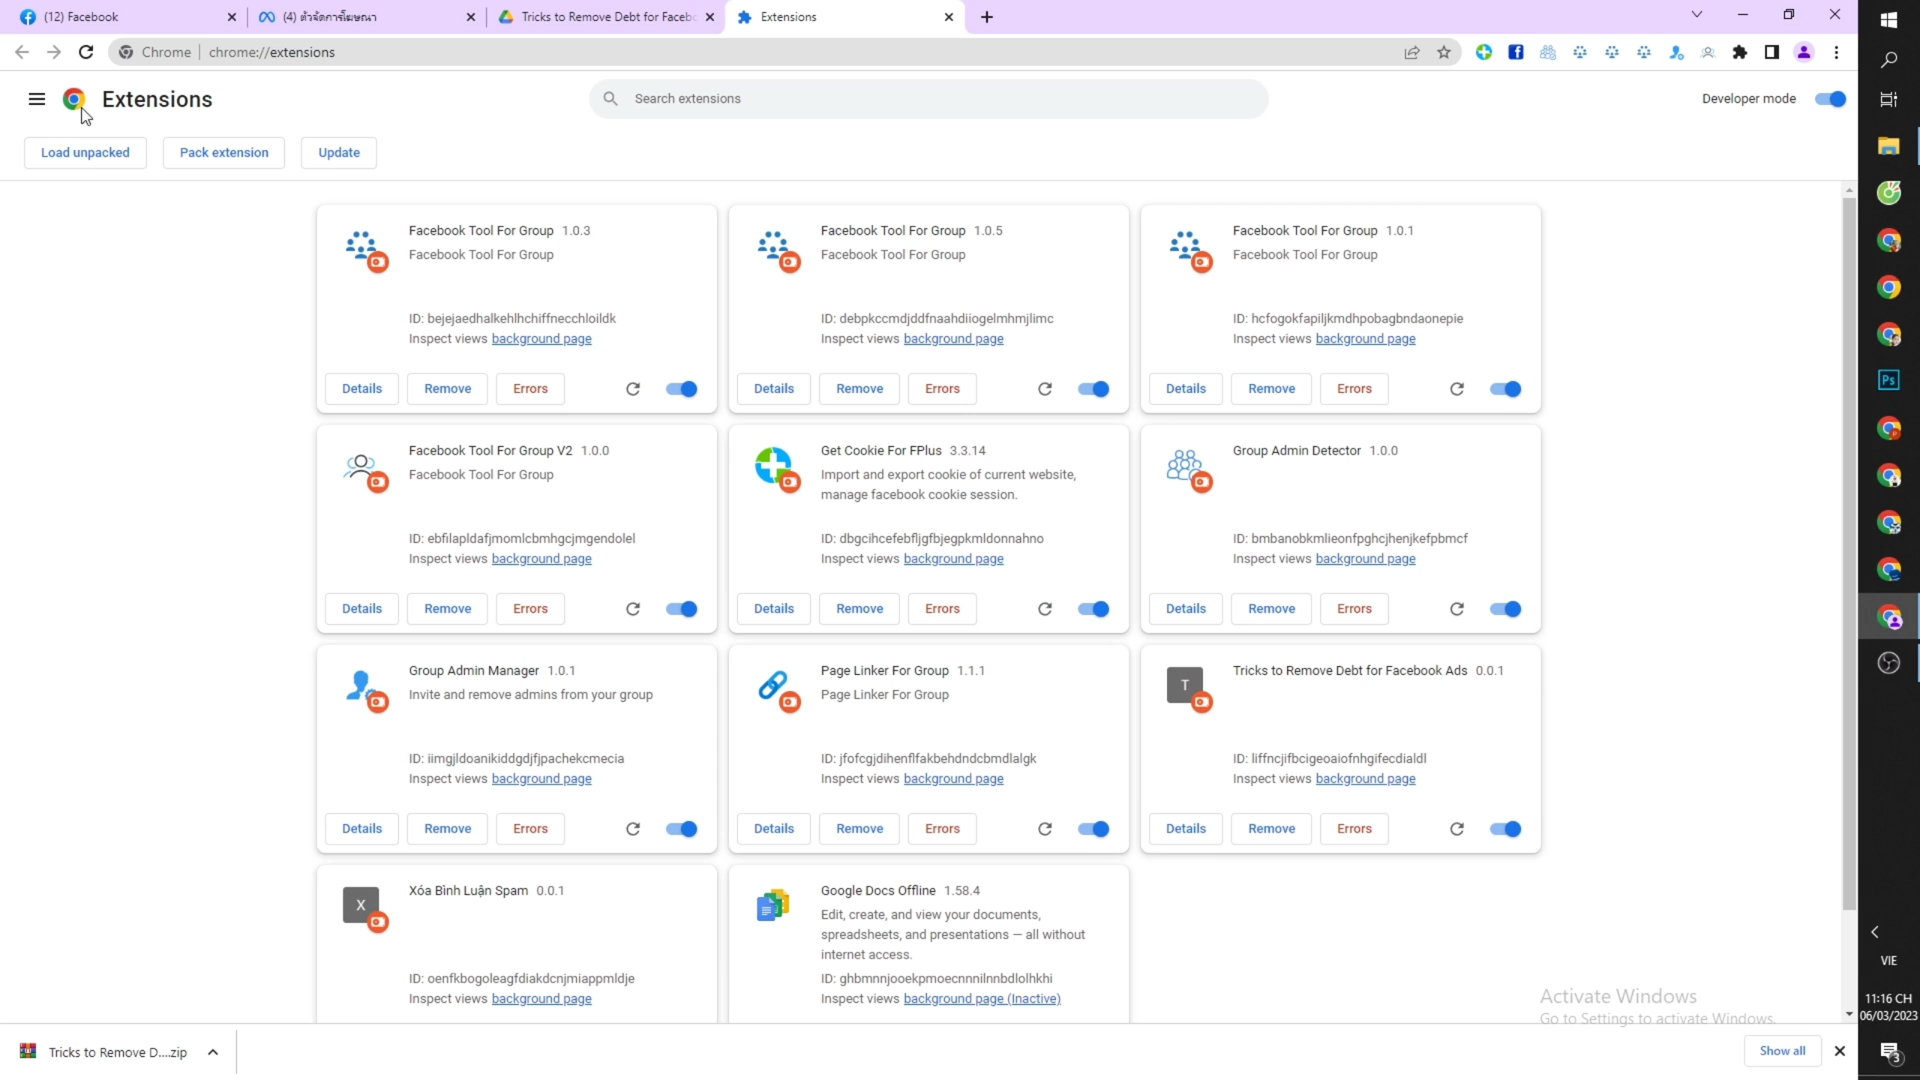 (12) Facebook
(4) ตัวจัดการโฆษณา
Tricks to Remove Debt for Faceb
Extensions
Chrome
chrome://extensions
Extensions
Search extensions
Developer mode
Load unpacked
Pack extension
Update
Facebook Tool For Group 1.0.3
Facebook Tool For Group
ID: bejejaedhalkehlhchiffnecchloildk
Inspect views background page
Details
Remove
Errors
Facebook Tool For Group 1.0.5
Facebook Tool For Group
ID: debpkccmdjddfnaahdiiogelmhmjlimc
Inspect views background page
Details
Remove
Errors
Facebook Tool For Group 1.0.1
Facebook Tool For Group
ID: hcfogokfapiljkmdhpobagbndaonepie
Inspect views background page
Details
Remove
Errors
Facebook Tool For Group V2 1.0.0
Facebook Tool For Group
ID: ebfilapldafjmomlcbmhgcjmgendolel
Inspect views background page
Details
Remove
Errors
Get Cookie For FPlus 3.3.14
Import and export cookie of current website,
manage facebook cookie session.
ID: dbgcihcefebfljgfbjegpkmldonnahno
Inspect views background page
Details
Remove
Errors
Group Admin Detector 1.0.0
ID: bmbanobkmlieonfpghcjhenjkefpbmcf
Inspect views background page
Details
Remove
Errors
Group Admin Manager 1.0.1
Invite and remove admins from your group
ID: iimgjldoanikiddgdjfjpachekcmecia
Inspect views background page
Details
Remove
Errors
Page Linker For Group 1.1.1
Page Linker For Group
ID: jfofcgjdihenflfakbehdndcbmdlalgk
Inspect views background page
Details
Remove
Errors
T
Tricks to Remove Debt for Facebook Ads 0.0.1
ID: liffncjifbcigeoaiofnhgifecdialdl
Inspect views background page
Details
Remove
Errors
X
Xóa Bình Luận Spam 0.0.1
ID: oenfkbogoleagfdiakdcnjmiappmldje
Inspect views background page
Google Docs Offline 1.58.4
Edit, create, and view your documents,
spreadsheets, and presentations — all without
internet access.
ID: ghbmnnjooekpmoecnnnilnnbdlolhkhi
Inspect views background page (Inactive)
Activate Windows
Go to Settings to activate Windows.
Tricks to Remove D....zip
Show all
Ps
VIE
11:16 CH
06/03/2023
3